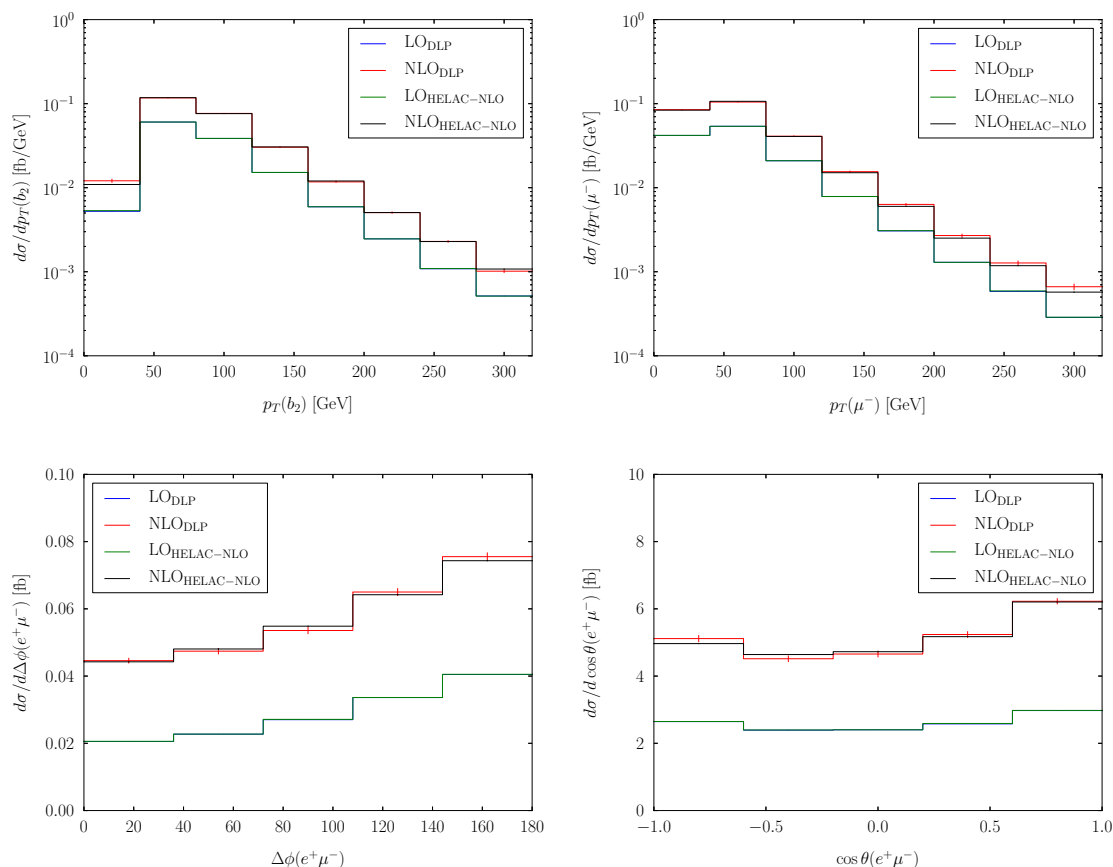 10^0
10^−1
10^−2
10^−3
10^−4
dσ/dp_T(b_2) [fb/GeV]
LO_DLP
NLO_DLP
LO_HELAC−NLO
NLO_HELAC−NLO
0 50 100 150 200 250 300
p_T(b_2) [GeV]
10^0
10^−1
10^−2
10^−3
10^−4
dσ/dp_T(μ^−) [fb/GeV]
LO_DLP
NLO_DLP
LO_HELAC−NLO
NLO_HELAC−NLO
0 50 100 150 200 250 300
p_T(μ^−) [GeV]
0.10
0.08
0.06
0.04
0.02
0.00
dσ/dΔϕ(e^+μ^−) [fb]
LO_DLP
NLO_DLP
LO_HELAC−NLO
NLO_HELAC−NLO
0 20 40 60 80 100 120 140 160 180
Δϕ(e^+μ^−)
10
8
6
4
2
0
dσ/d cos θ(e^+μ^−) [fb]
LO_DLP
NLO_DLP
LO_HELAC−NLO
NLO_HELAC−NLO
−1.0 −0.5 0.0 0.5 1.0
cos θ(e^+μ^−)